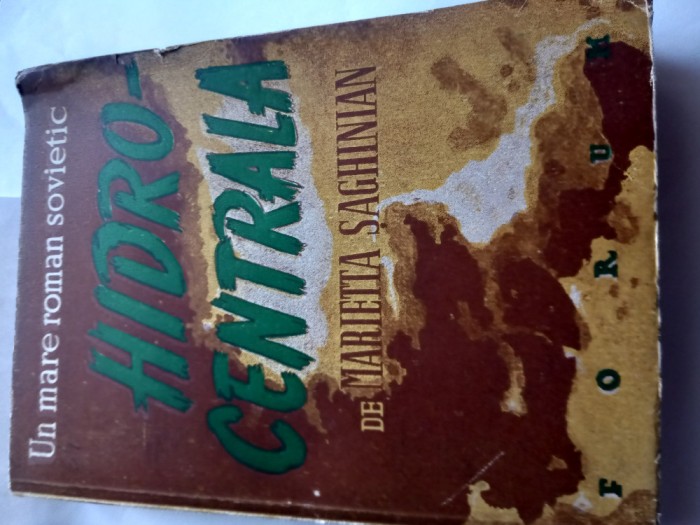 Un mare roman sovietic
HIDRO-
CENTRALA
DE MARIETTA ȘAGHINIAN
FORUM